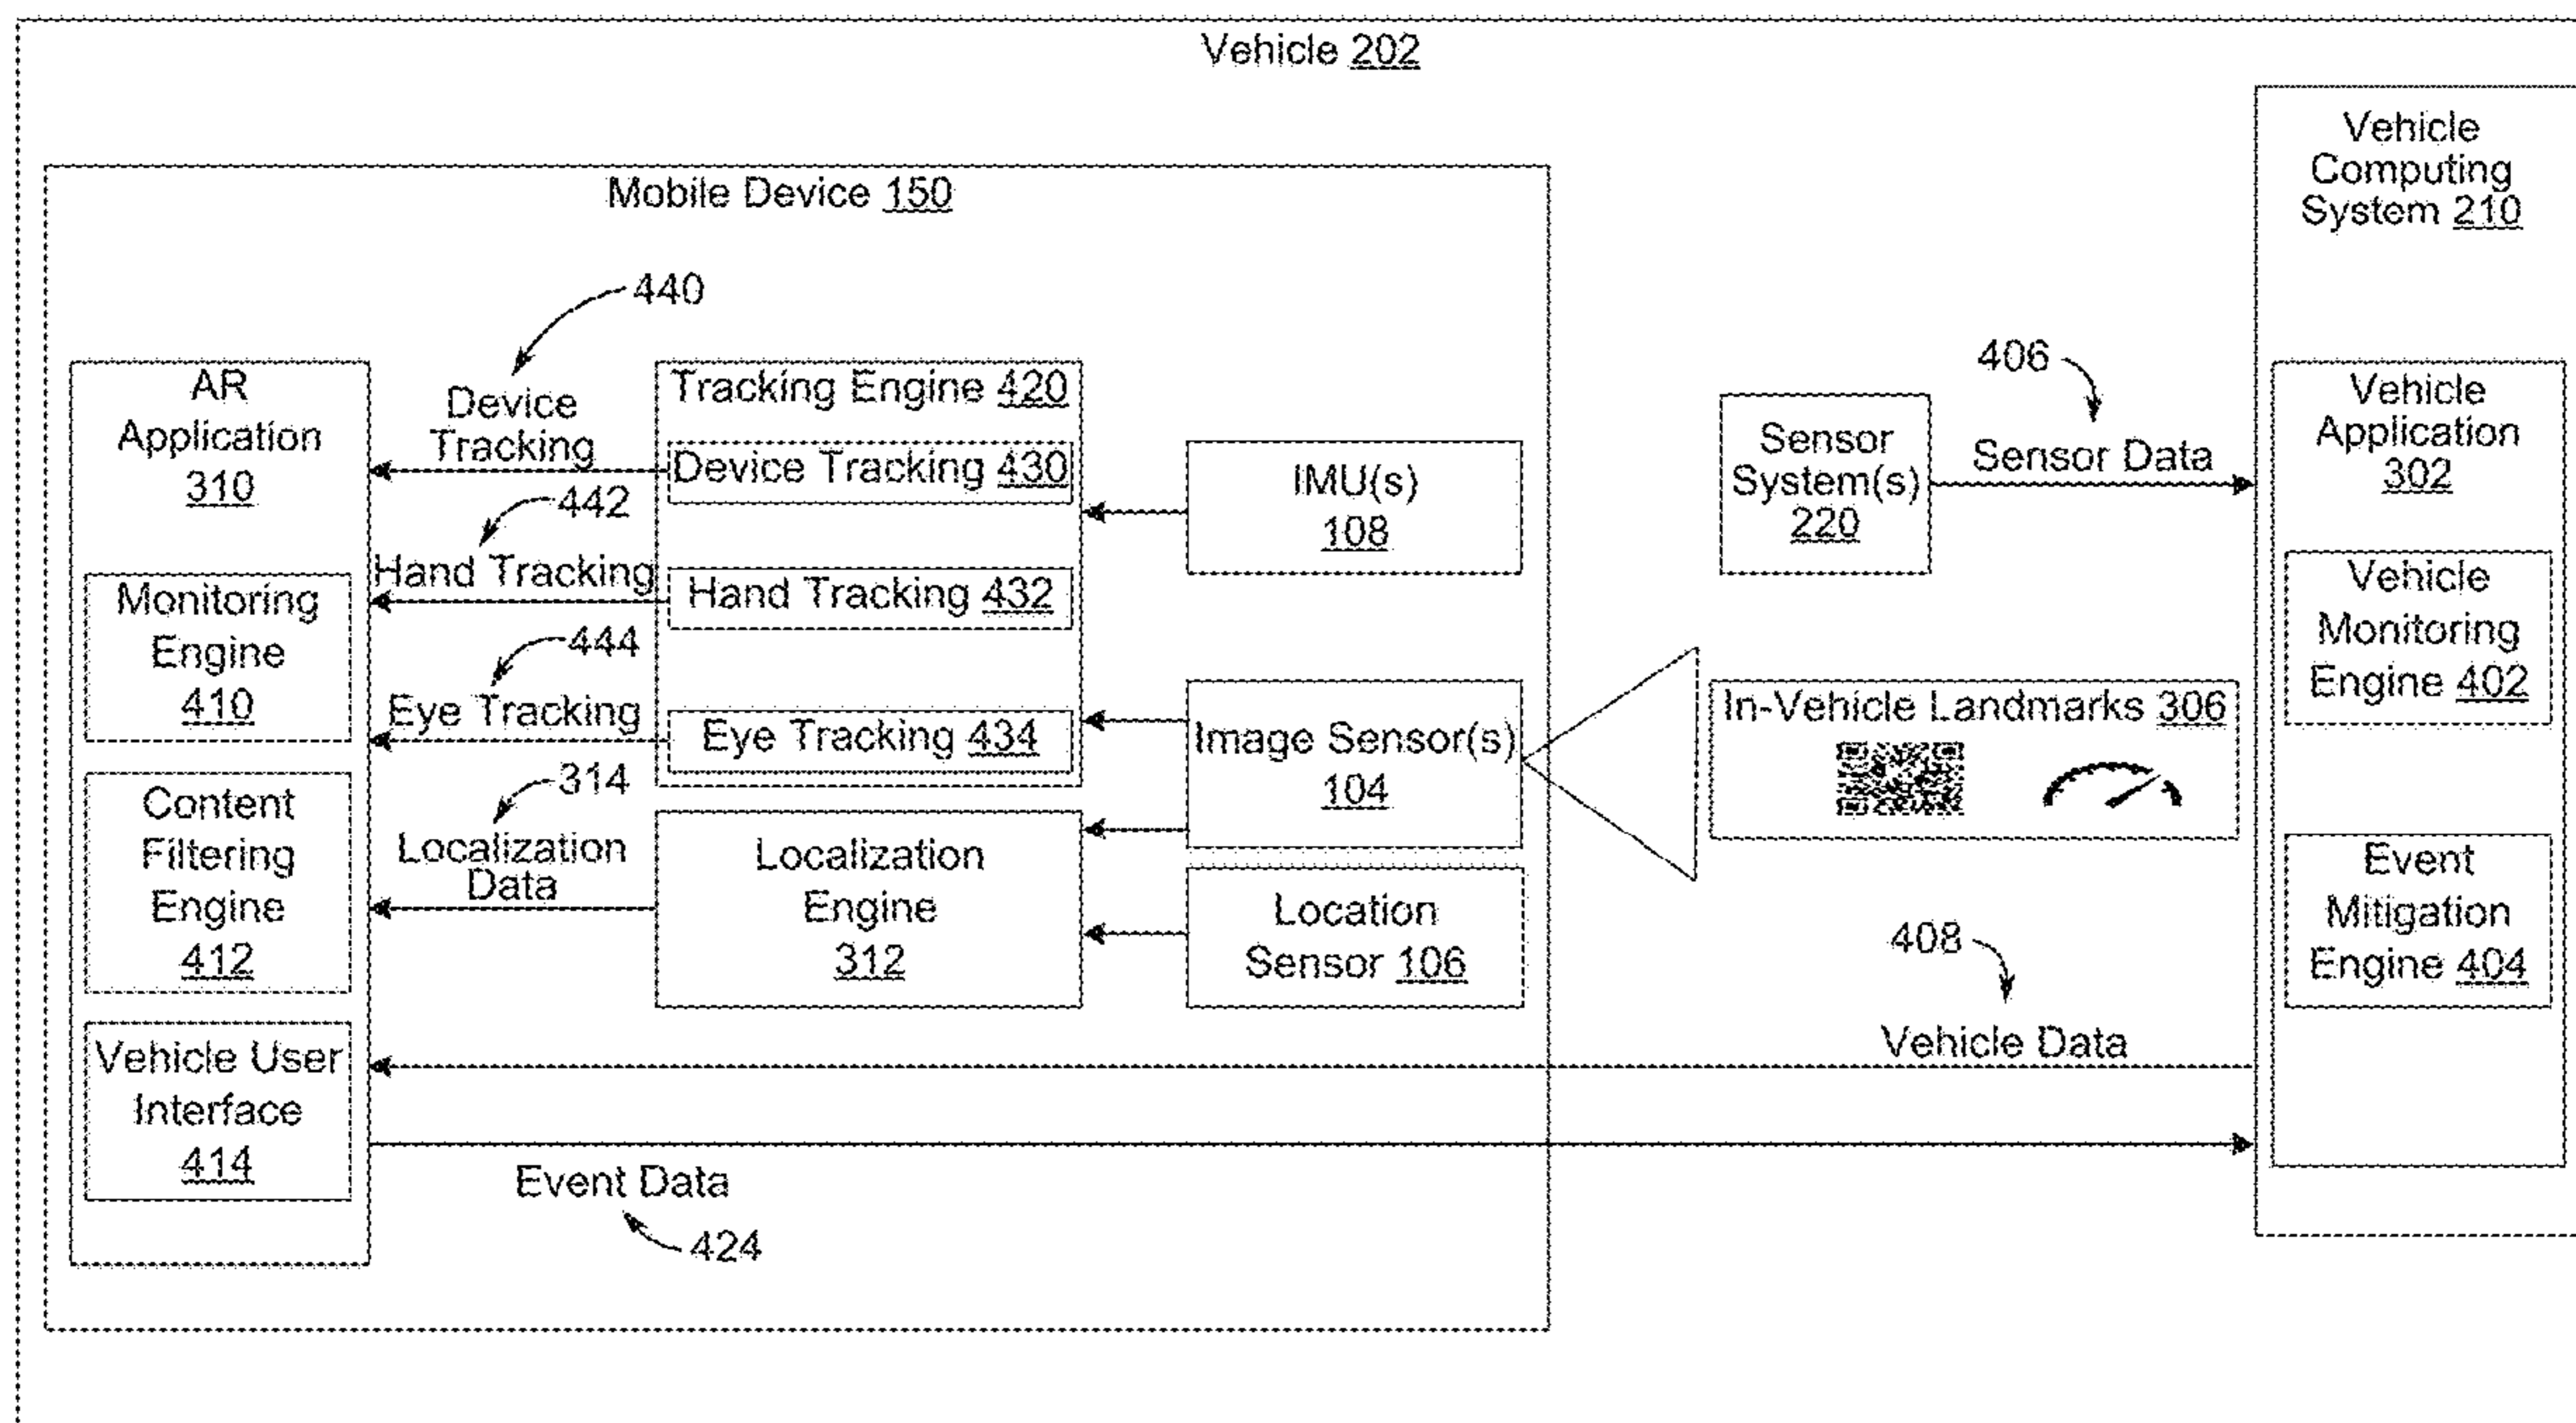 Vehicle 202
Mobile Device 150
440
AR
Application
310
Device
Tracking
442
Hand Tracking
444
Eye Tracking
314
Localization
Data
Monitoring
Engine
410
Content
Filtering
Engine
412
Vehicle User
Interface
414
Tracking Engine 420
Device Tracking 430
Hand Tracking 432
Eye Tracking 434
Localization
Engine
312
IMU(s)
108
Image Sensor(s)
104
Location
Sensor 106
Event Data
424
Sensor
System(s)
220
406
Sensor Data
In-Vehicle Landmarks 306
408
Vehicle Data
Vehicle
Computing
System 210
Vehicle
Application
302
Vehicle
Monitoring
Engine 402
Event
Mitigation
Engine 404